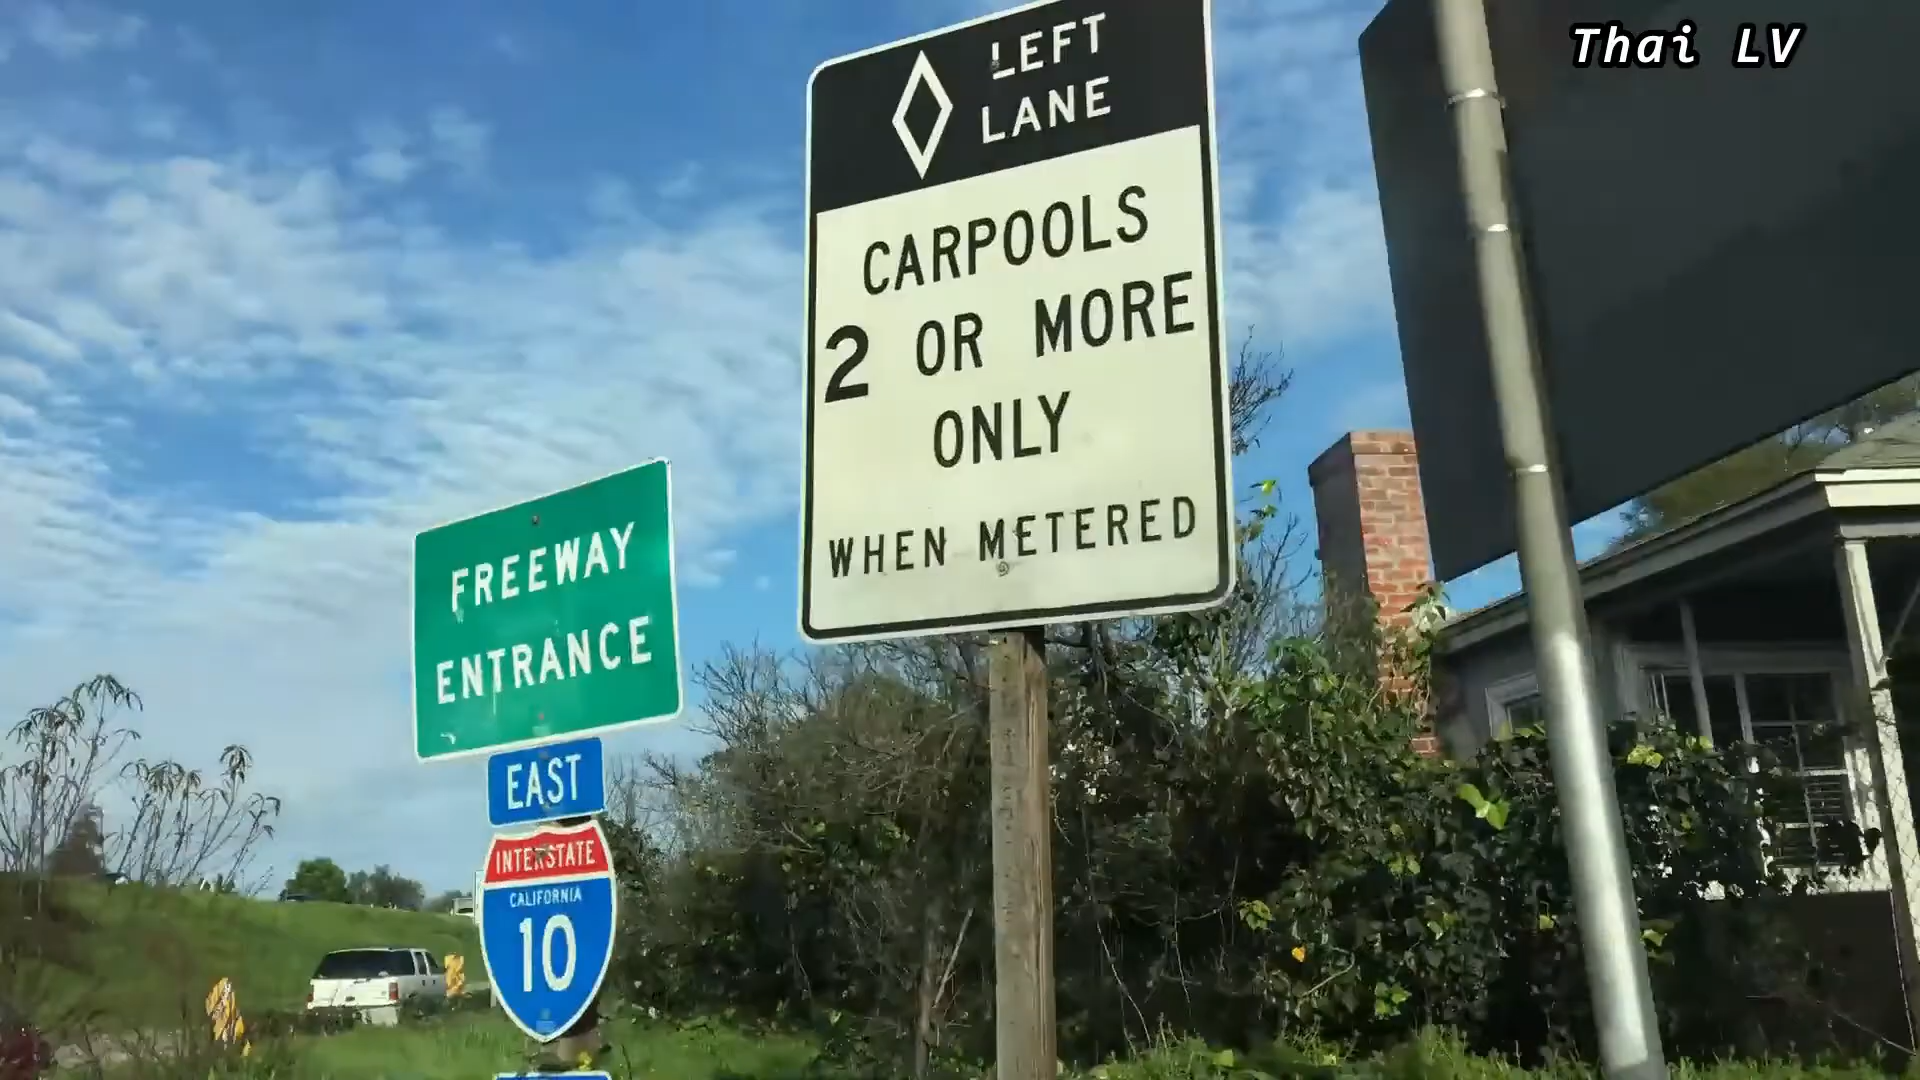 Thai LV
LEFT
LANE
CARPOOLS
2 OR MORE
ONLY
WHEN METERED
FREEWAY
ENTRANCE
EAST
INTERSTATE
CALIFORNIA
10